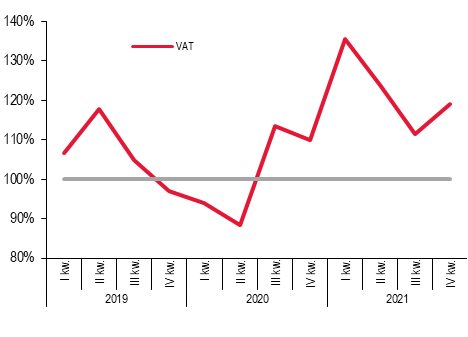 140%
130%
120%
110%
100%
90%
80%
VAT
I kw.
II kw.
III kw.
IV kw.
I kw.
II kw.
III kw.
IV kw.
I kw.
II kw.
III kw.
IV kw.
2019
2020
2021